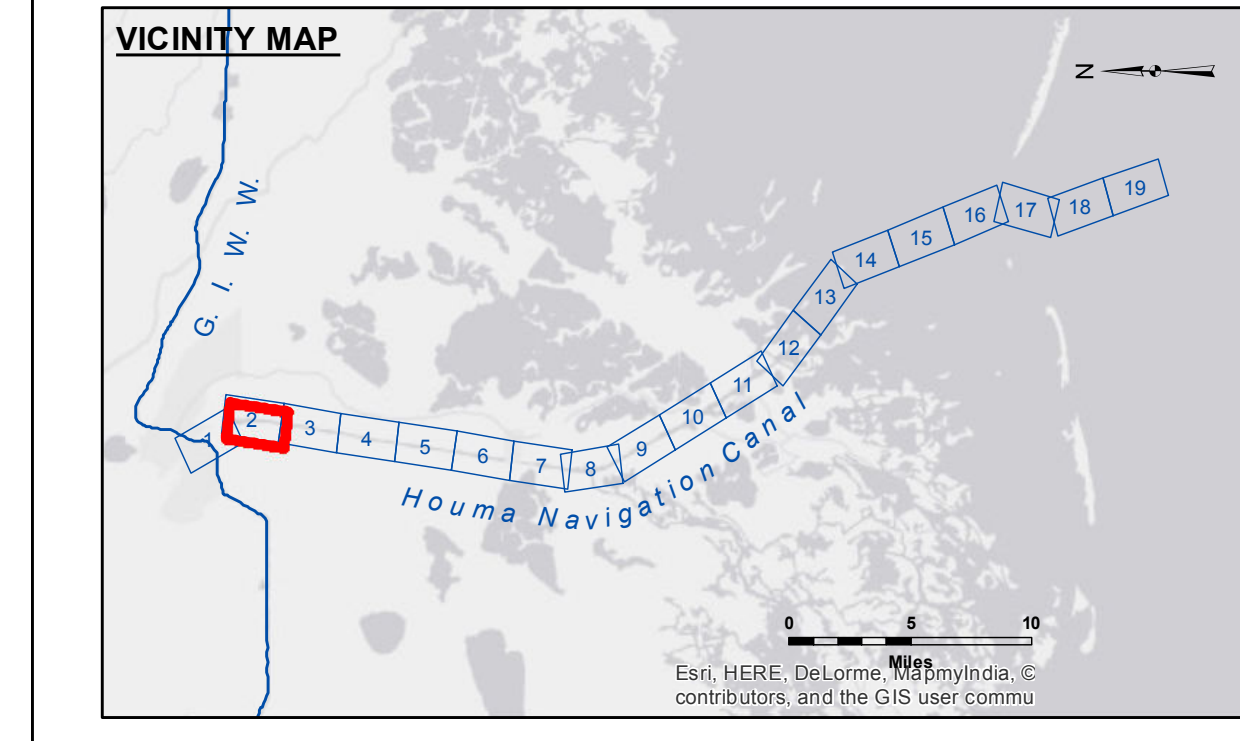 VICINITY MAP
N
G. I. W. W.
1
2
3
4
5
6
7
8
9
10
11
12
13
14
15
16
17
18
19
Houma Navigation Canal
0 5 10
Miles
Esri, HERE, DeLorme, MapmyIndia, ©
contributors, and the GIS user commu